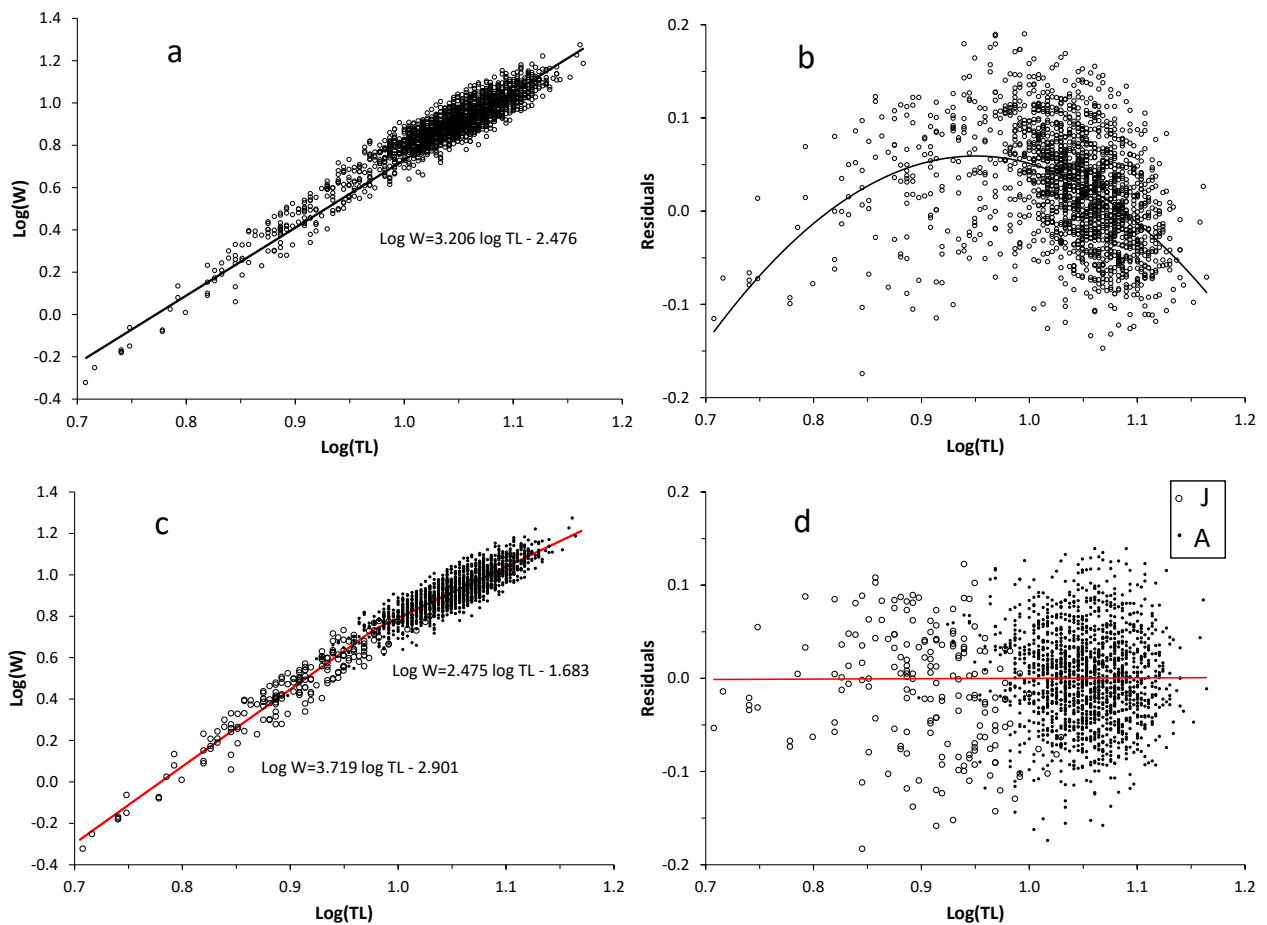 a
1.4
1.2
1.0
0.8
0.6
0.4
0.2
0.0
-0.2
-0.4
Log(W)
Log W=3.206 log TL - 2.476
0.7 0.8 0.9 1.0 1.1 1.2
Log(TL)
b
0.2
0.1
0.0
-0.1
-0.2
Residuals
0.7 0.8 0.9 1.0 1.1 1.2
Log(TL)
c
1.4
1.2
1.0
0.8
0.6
0.4
0.2
0.0
-0.2
-0.4
Log(W)
Log W=2.475 log TL - 1.683
Log W=3.719 log TL - 2.901
0.7 0.8 0.9 1.0 1.1 1.2
Log(TL)
d
J
A
0.2
0.1
0.0
-0.1
-0.2
Residuals
0.7 0.8 0.9 1.0 1.1 1.2
Log(TL)